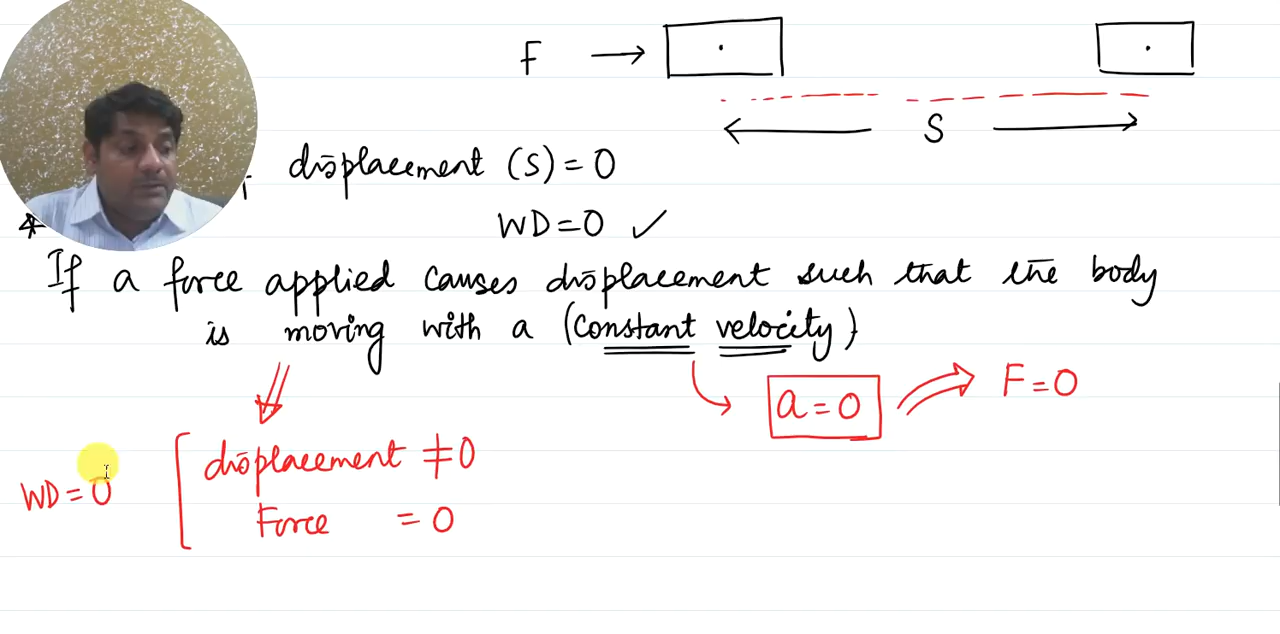 F →
S
displacement (S) = 0
WD = 0 ✓
If a force applied causes displacement such that the body
is moving with a (constant velocity)
a = 0
F = 0
displacement ≠ 0
WD = 0
Force = 0